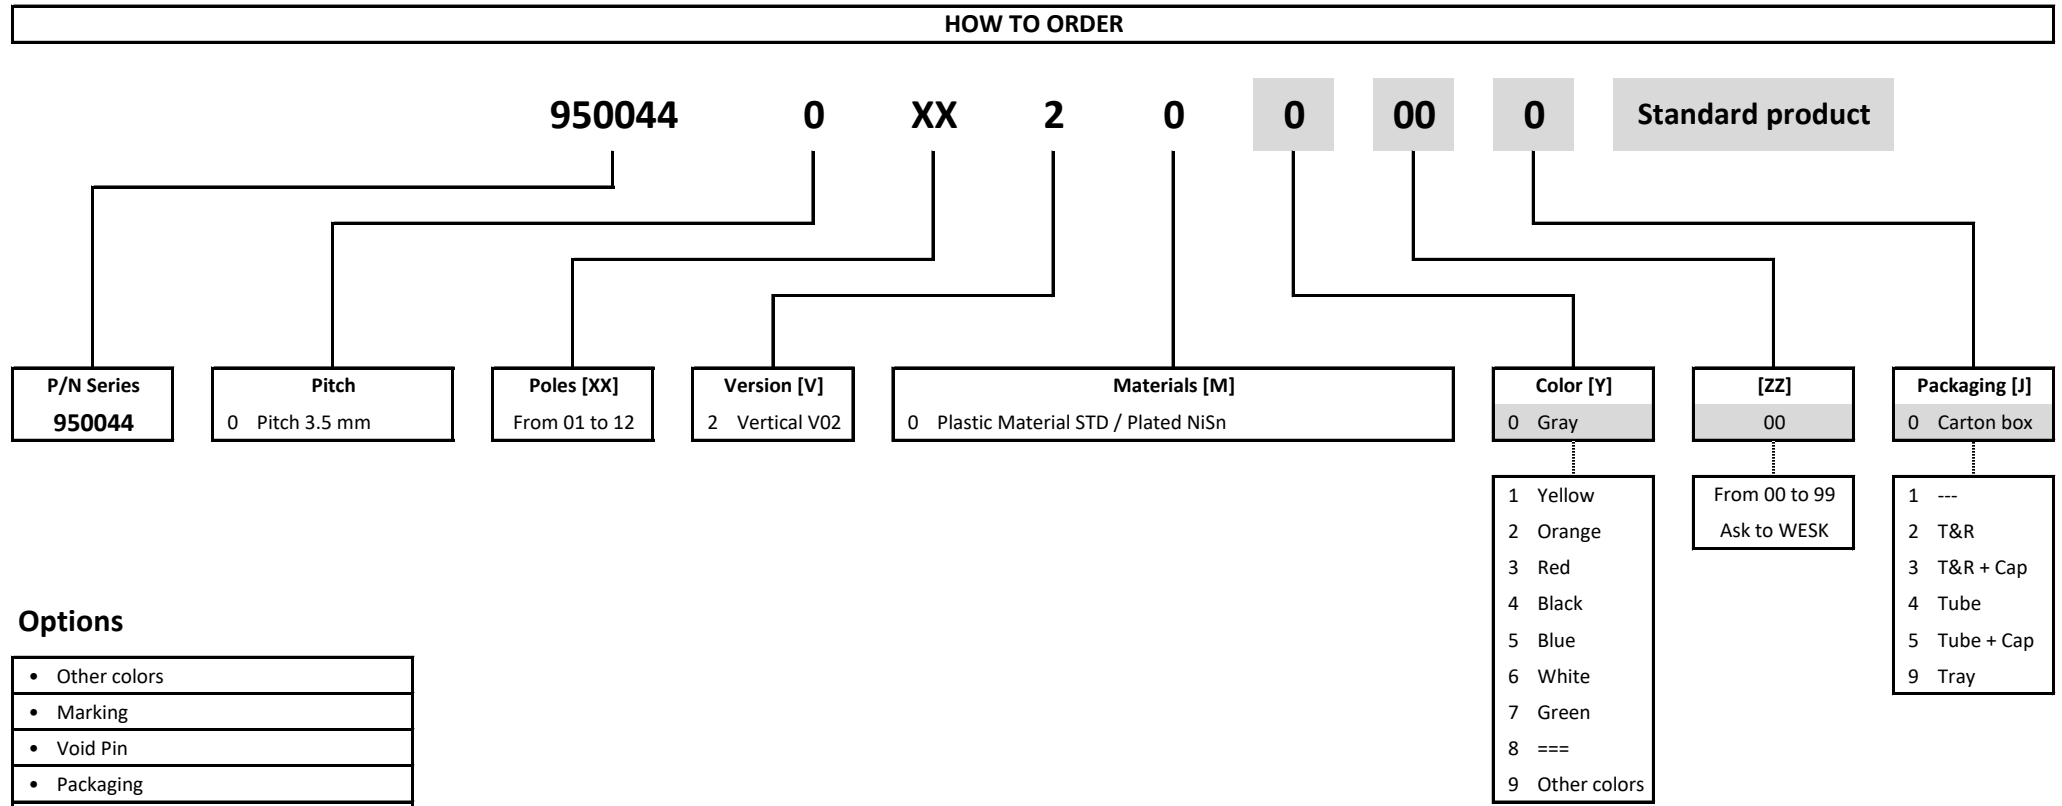 HOW TO ORDER
950044 0 XX 2 0 0 00 0 Standard product
P/N Series Pitch Poles [XX] Version [V] Materials [M] Color [Y] [ZZ] Packaging [J]
950044 0 Pitch 3.5 mm From 01 to 12 2 Vertical V02 0 Plastic Material STD / Plated NiSn 0 Gray 00 0 Carton box
1 Yellow From 00 to 99 1 ---
2 Orange Ask to WESK 2 T&R
3 Red 3 T&R + Cap
4 Black 4 Tube
Options
5 Blue 5 Tube + Cap
• Other colors 6 White 9 Tray
• Marking 7 Green
• Void Pin 8 ===
• Packaging 9 Other colors